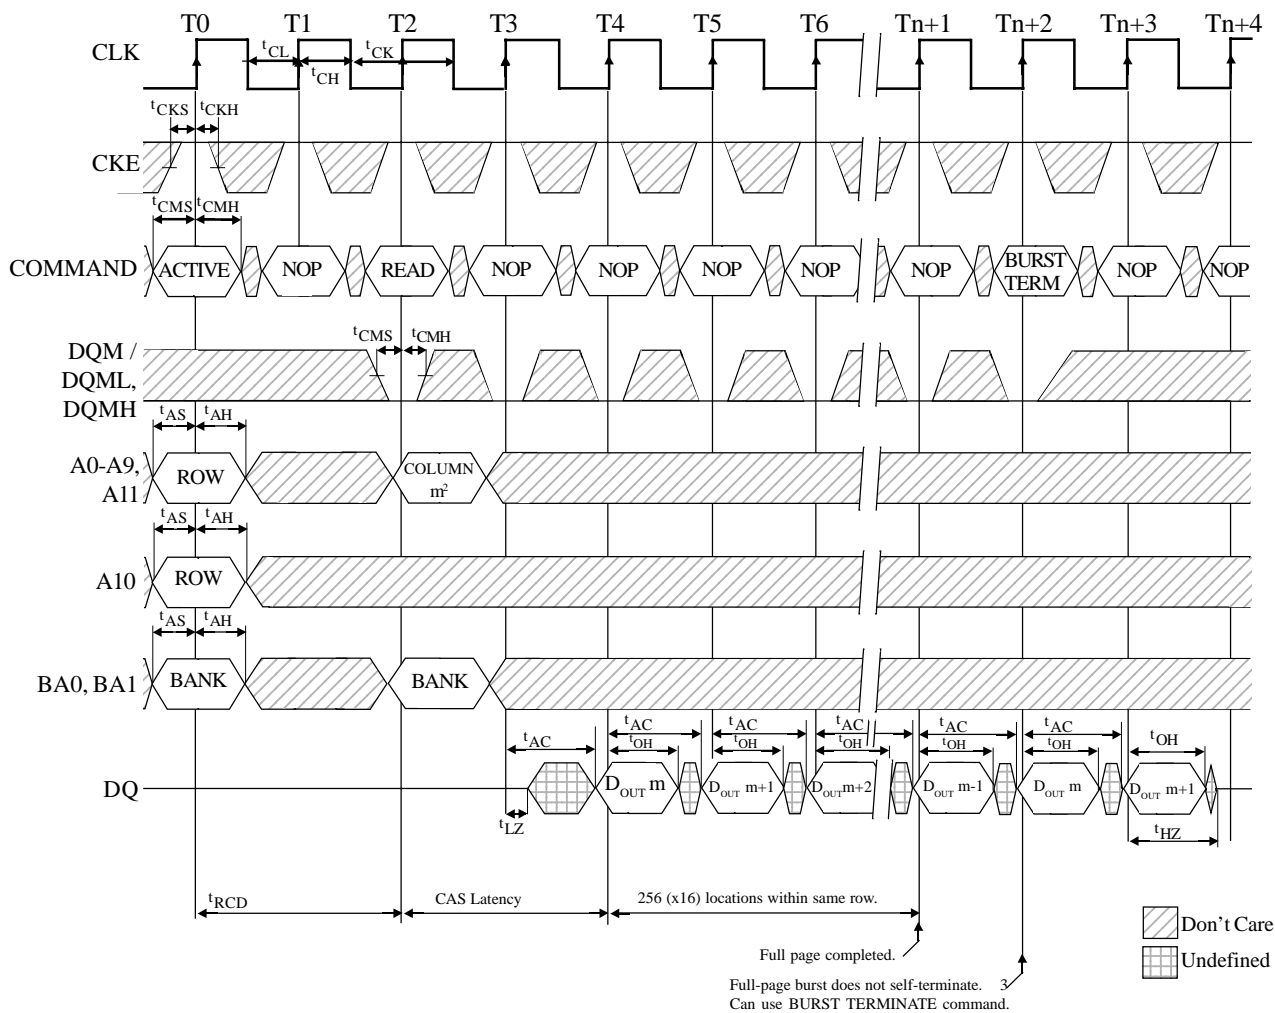 T0 T1 T2 T3 T4 T5 T6 Tn+1 Tn+2 Tn+3 Tn+4
CLK
tCL tCK
tCH
tCKS tCKH
CKE
tCMS tCMH
COMMAND ACTIVE NOP READ NOP NOP NOP NOP NOP BURST TERM NOP NOP
tCMS tCMH
DQM /
DQML,
DQMH
tAS tAH
A0-A9,
A11
ROW COLUMN m2
tAS tAH
A10 ROW
tAS tAH
BA0, BA1 BANK BANK
tAC tAC tAC tAC tAC tAC
tOH tOH tOH tOH tOH tOH
DQ DOUT m DOUT m+1 DOUT m+2 DOUT m-1 DOUT m DOUT m+1
tLZ tHZ
tRCD CAS Latency 256 (x16) locations within same row.
Full page completed.
Full-page burst does not self-terminate. 3
Can use BURST TERMINATE command.
Don't Care
Undefined